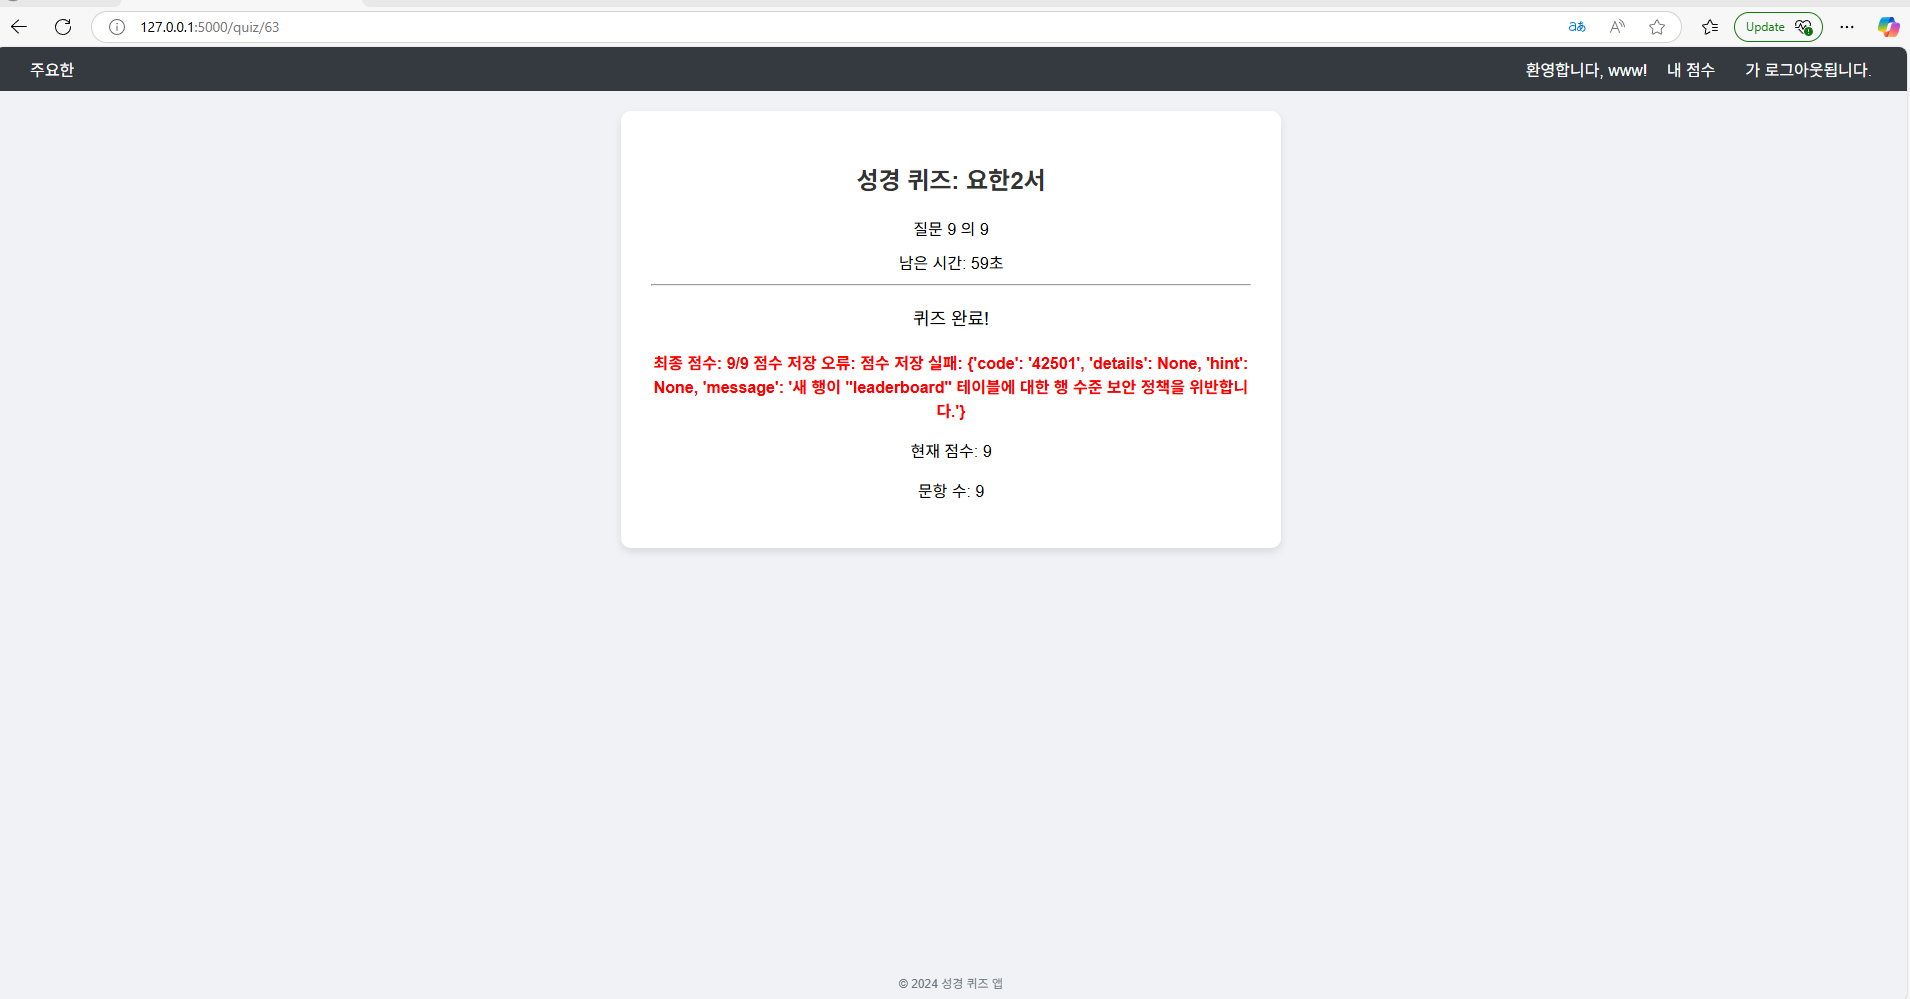 127.0.0.1:5000/quiz/63
aあ
A
Update
주요한
환영합니다, www! 내 점수 가 로그아웃됩니다.
성경 퀴즈: 요한2서
질문 9 의 9
남은 시간: 59초
퀴즈 완료!
최종 점수: 9/9 점수 저장 오류: 점수 저장 실패: {'code': '42501', 'details': None, 'hint':
None, 'message': '새 행이 "leaderboard" 테이블에 대한 행 수준 보안 정책을 위반합니
다.'}
현재 점수: 9
문항 수: 9
© 2024 성경 퀴즈 앱